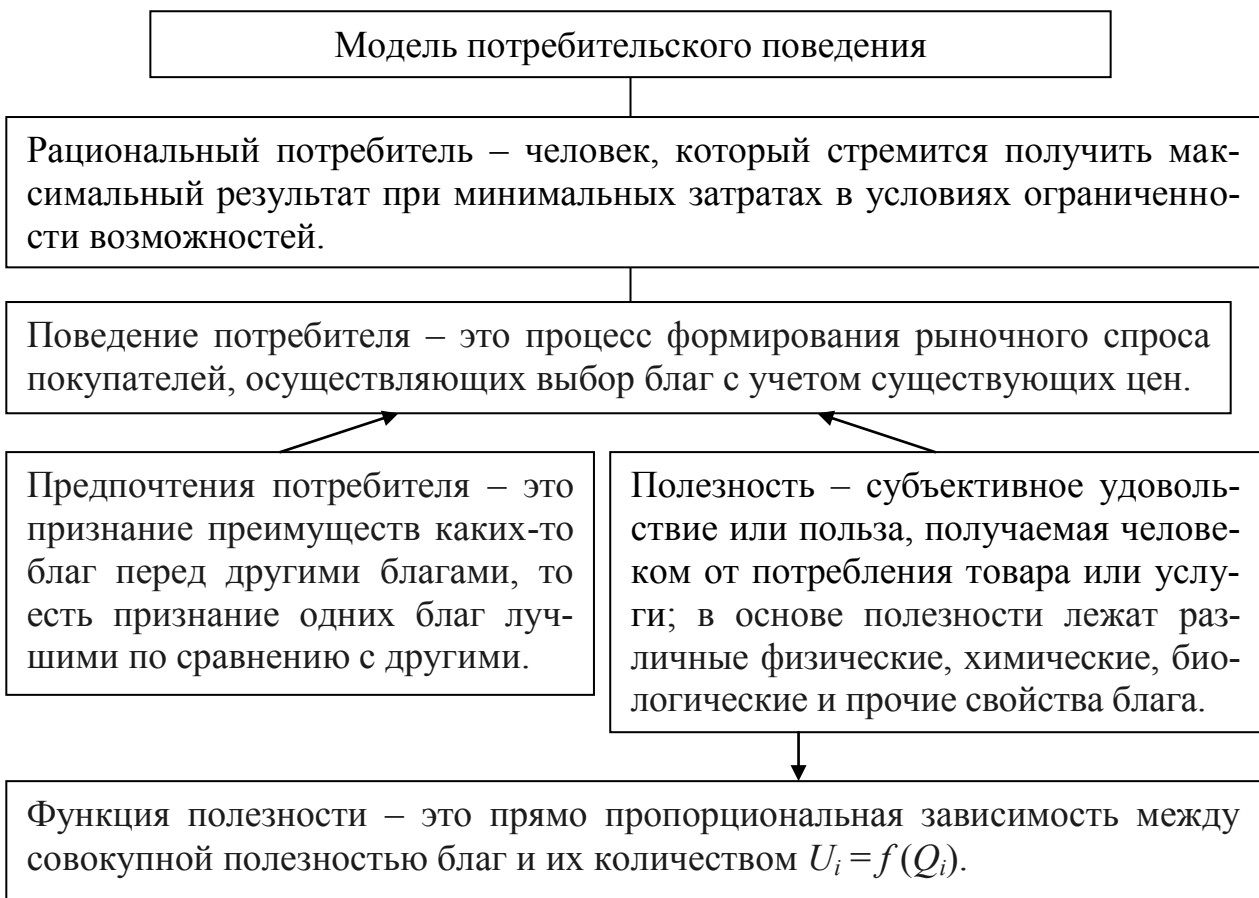 Модель потребительского поведения
Рациональный потребитель – человек, который стремится получить мак-
симальный результат при минимальных затратах в условиях ограниченно-
сти возможностей.
Поведение потребителя – это процесс формирования рыночного спроса
покупателей, осуществляющих выбор благ с учетом существующих цен.
Предпочтения потребителя – это
признание преимуществ каких-то
благ перед другими благами, то
есть признание одних благ луч-
шими по сравнению с другими.
Полезность – субъективное удоволь-
ствие или польза, получаемая челове-
ком от потребления товара или услу-
ги; в основе полезности лежат раз-
личные физические, химические, био-
логические и прочие свойства блага.
Функция полезности – это прямо пропорциональная зависимость между
совокупной полезностью благ и их количеством Ui = f (Qi).